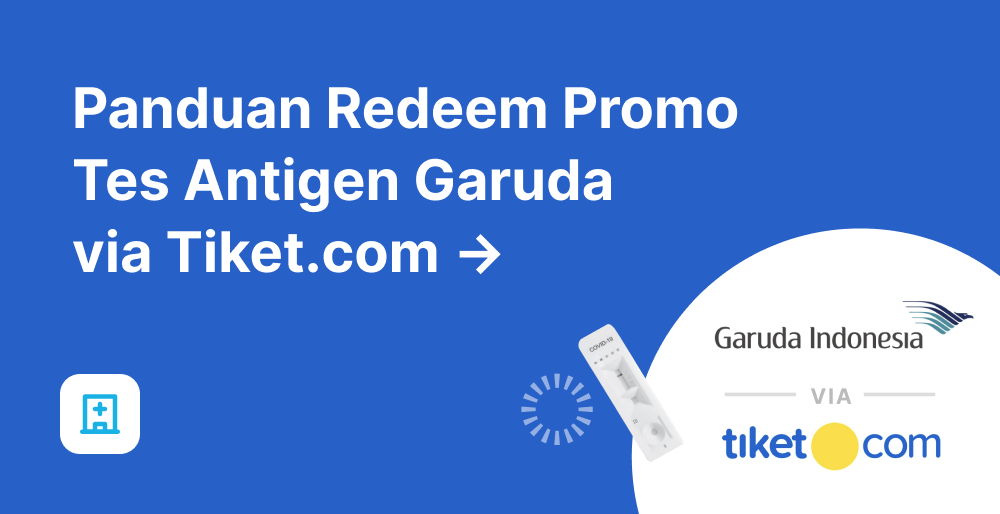 Panduan Redeem Promo
Tes Antigen Garuda
via Tiket.com →
COVID-19
Garuda Indonesia
VIA
tiket com